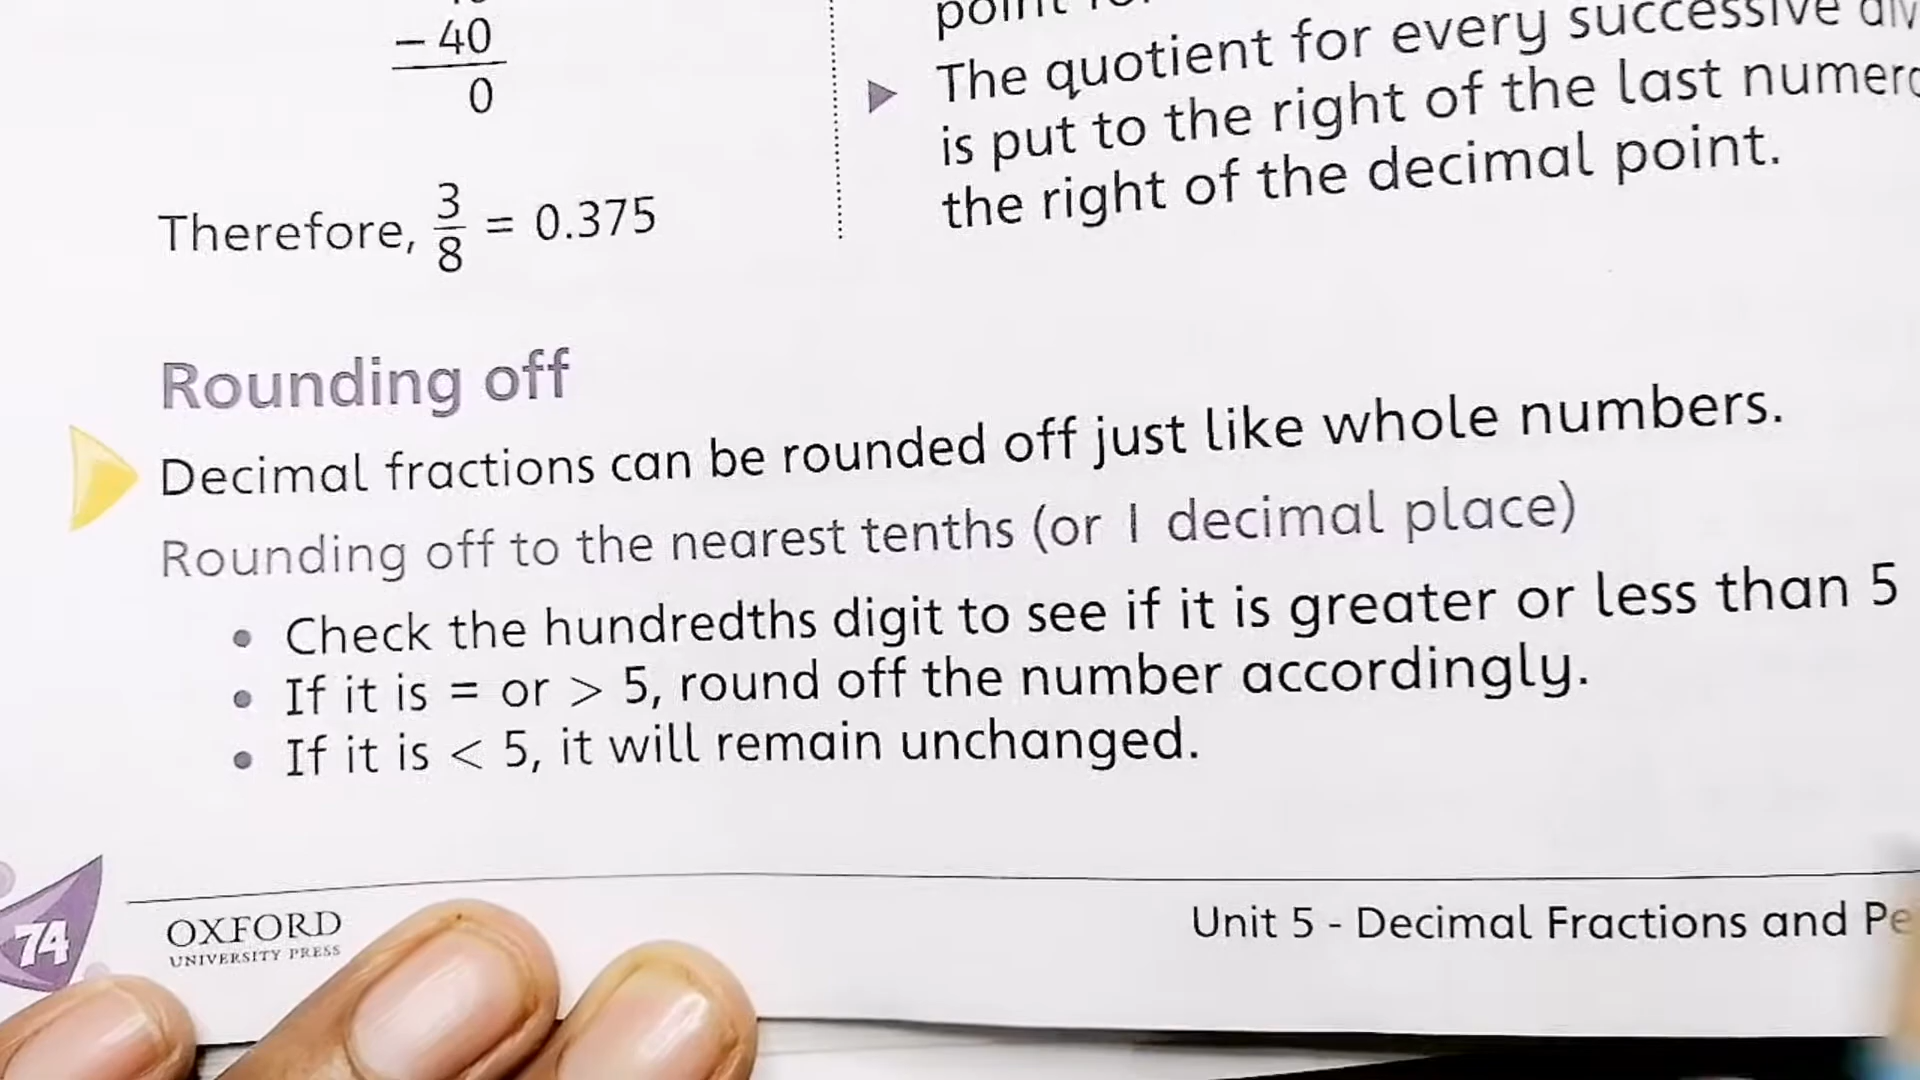 − 40
0
Therefore, 3/8 = 0.375
The quotient for every successive
is put to the right of the last
the right of the decimal point.
Rounding off
Decimal fractions can be rounded off just like whole numbers.
Rounding off to the nearest tenths (or 1 decimal place)
• Check the hundredths digit to see if it is greater or less than 5
• If it is = or > 5, round off the number accordingly.
• If it is < 5, it will remain unchanged.
74
OXFORD
UNIVERSITY PRESS
Unit 5 - Decimal Fractions and